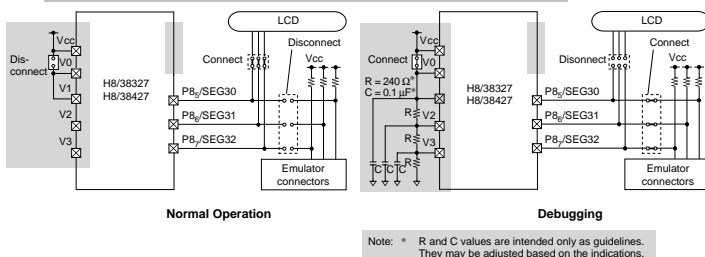 LCD
Vcc
Dis-
connect
V0
V1
V2
V3
Connect
Disconnect
Vcc
H8/38327
H8/38427
P85/SEG30
P86/SEG31
P87/SEG32
Emulator
connectors
Normal Operation
LCD
Vcc
Connect
V0
R = 240 Ω*
C = 0.1 μF*
V1
R
V2
R
V3
R
C C C
Disonnect
Connect
Vcc
H8/38327
H8/38427
P85/SEG30
P86/SEG31
P87/SEG32
Emulator
connectors
Debugging
Note: * R and C values are intended only as guidelines.
They may be adjusted based on the indications.